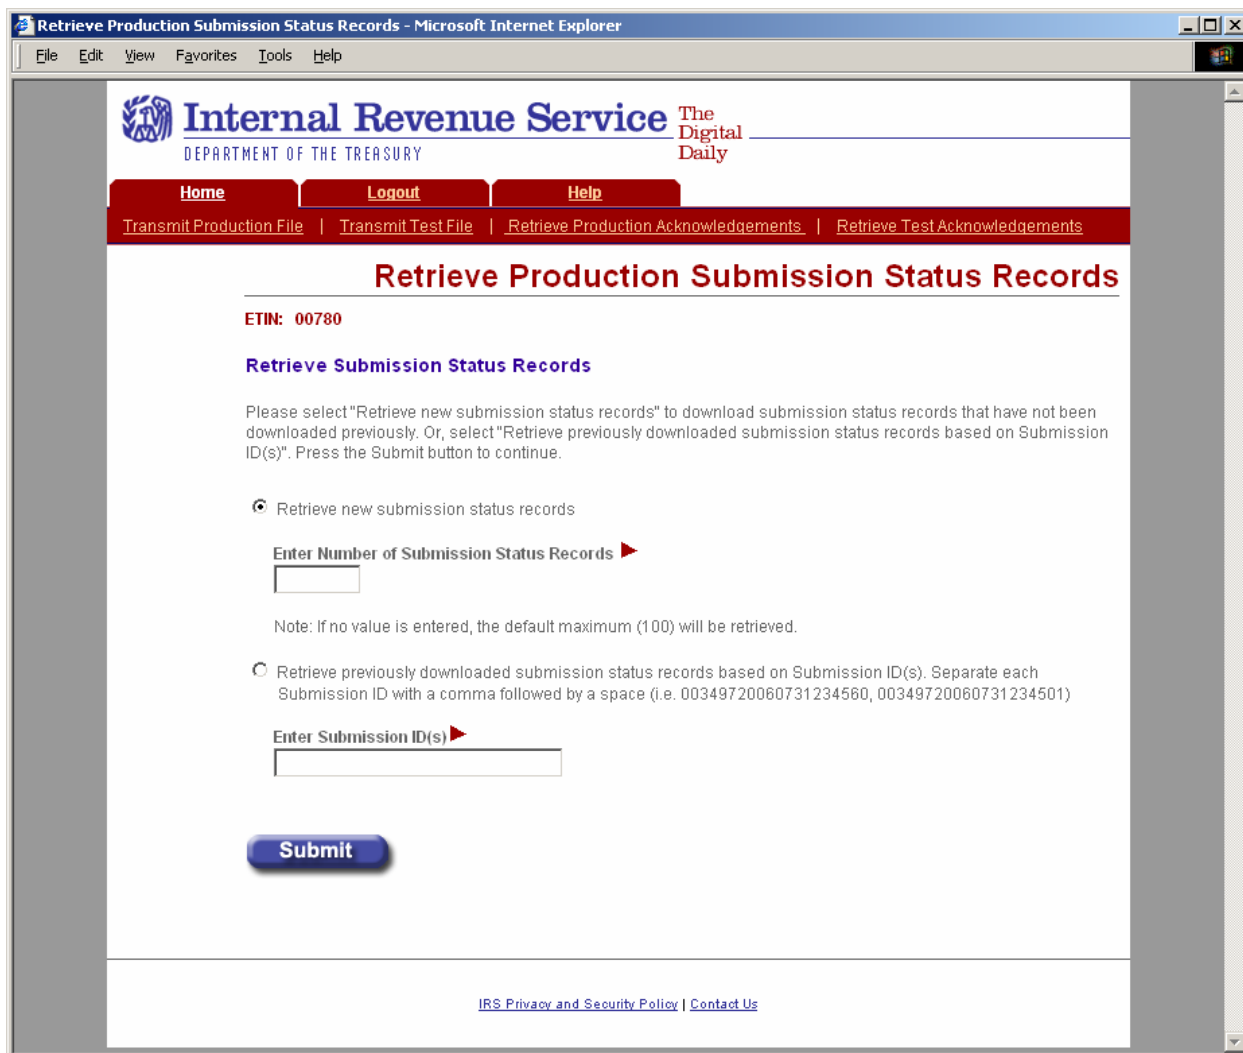 Retrieve Production Submission Status Records - Microsoft Internet Explorer
File Edit View Favorites Tools Help
Internal Revenue Service
DEPARTMENT OF THE TREASURY
The
Digital
Daily
Home Logout Help
Transmit Production File | Transmit Test File | Retrieve Production Acknowledgements | Retrieve Test Acknowledgements
Retrieve Production Submission Status Records
ETIN: 00780
Retrieve Submission Status Records
Please select "Retrieve new submission status records" to download submission status records that have not been
downloaded previously. Or, select "Retrieve previously downloaded submission status records based on Submission
ID(s)". Press the Submit button to continue.
Retrieve new submission status records
Enter Number of Submission Status Records
Note: If no value is entered, the default maximum (100) will be retrieved.
Retrieve previously downloaded submission status records based on Submission ID(s). Separate each
Submission ID with a comma followed by a space (i.e. 00349720060731234560, 00349720060731234501)
Enter Submission ID(s)
Submit
IRS Privacy and Security Policy | Contact Us